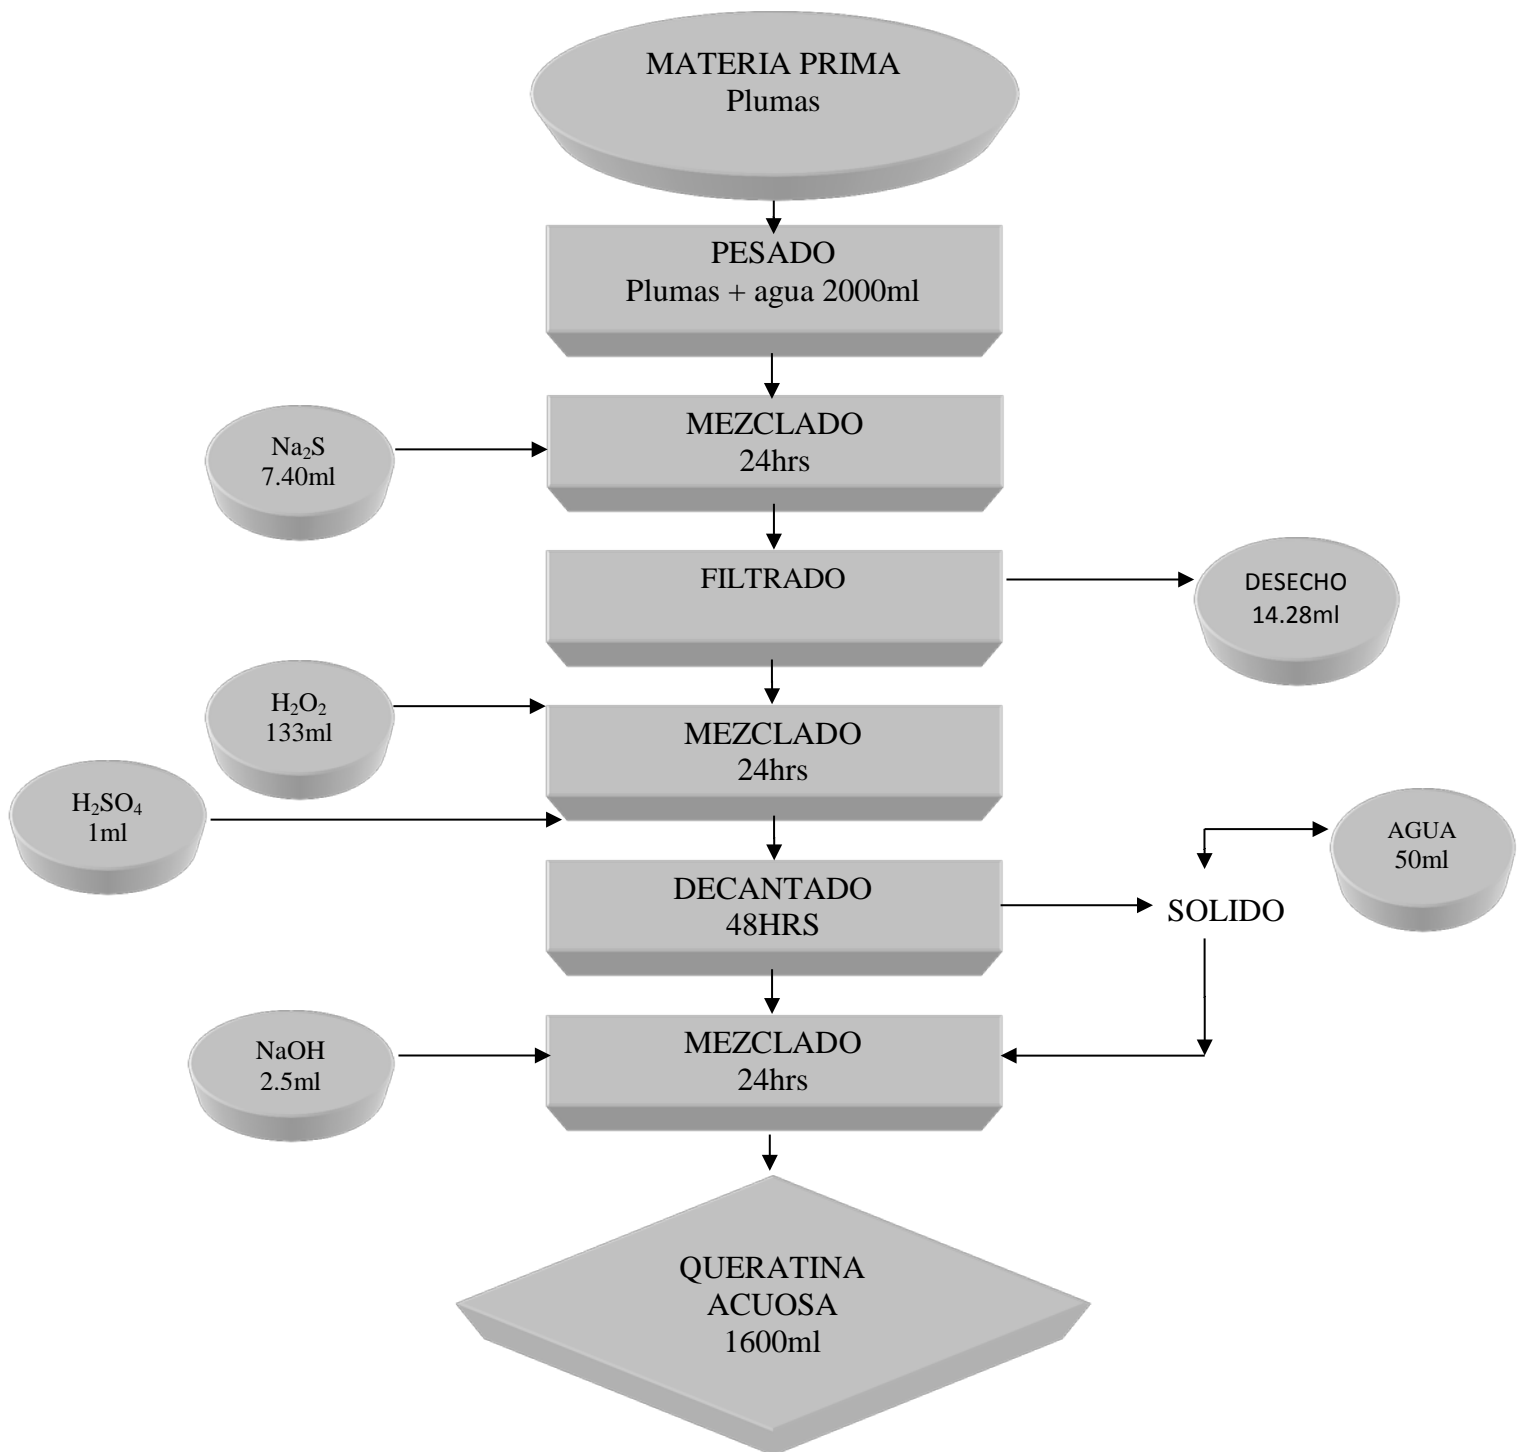 MATERIA PRIMA
Plumas
PESADO
Plumas + agua 2000ml
Na₂S
7.40ml
MEZCLADO
24hrs
FILTRADO
DESECHO
14.28ml
H₂O₂
133ml
MEZCLADO
24hrs
H₂SO₄
1ml
AGUA
50ml
DECANTADO
48HRS
SOLIDO
NaOH
2.5ml
MEZCLADO
24hrs
QUERATINA
ACUOSA
1600ml